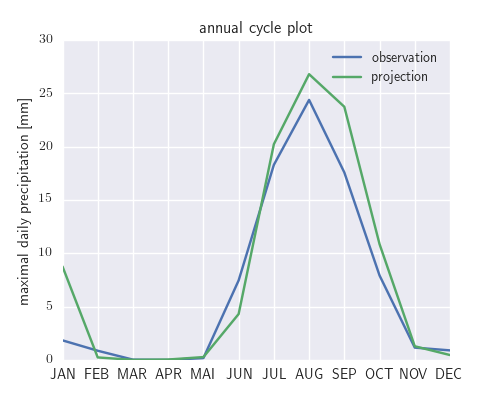 annual cycle plot
observation
projection
maximal daily precipitation [mm]
30
25
20
15
10
5
0
JAN FEB MAR APR MAI JUN JUL AUG SEP OCT NOV DEC